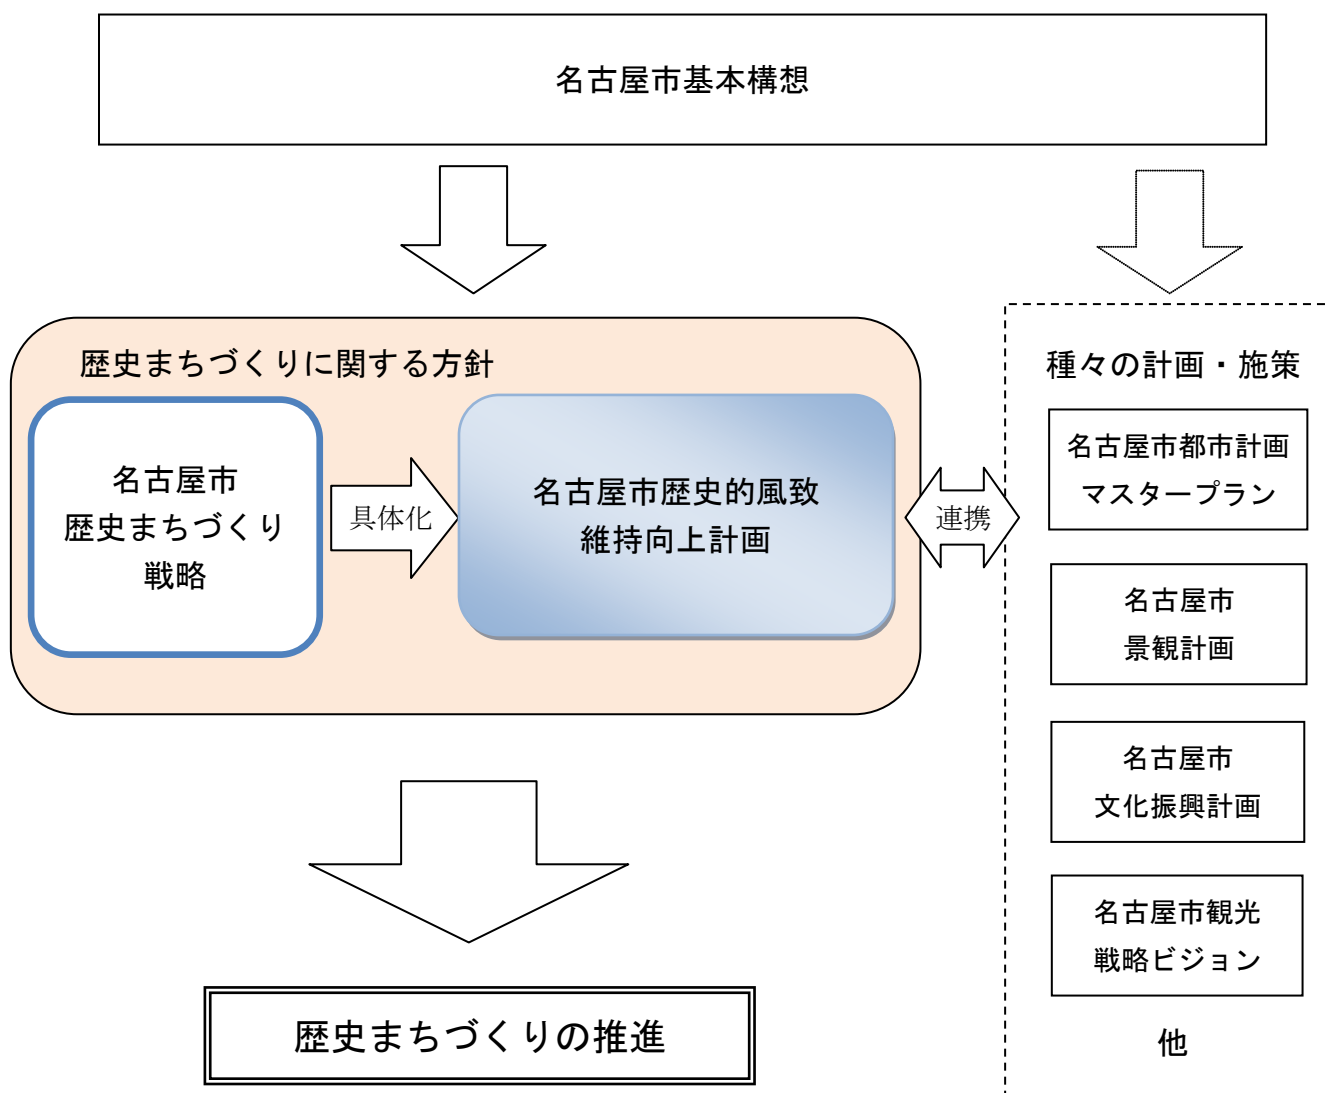 名古屋市基本構想
歴史まちづくりに関する方針
名古屋市
歴史まちづくり
戦略
具体化
名古屋市歴史的風致
維持向上計画
連携
種々の計画・施策
名古屋市都市計画
マスタープラン
名古屋市
景観計画
名古屋市
文化振興計画
名古屋市観光
戦略ビジョン
他
歴史まちづくりの推進